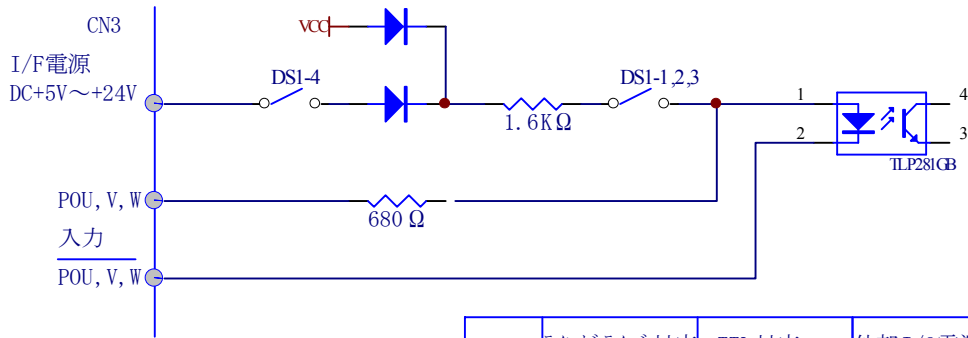 CN3
VCC
I/F電源
DC+5V～+24V
DS1-4
DS1-1,2,3
1.6KΩ
1
4
2
3
TLP281GB
POU,V,W
680Ω
入力
POU,V,W